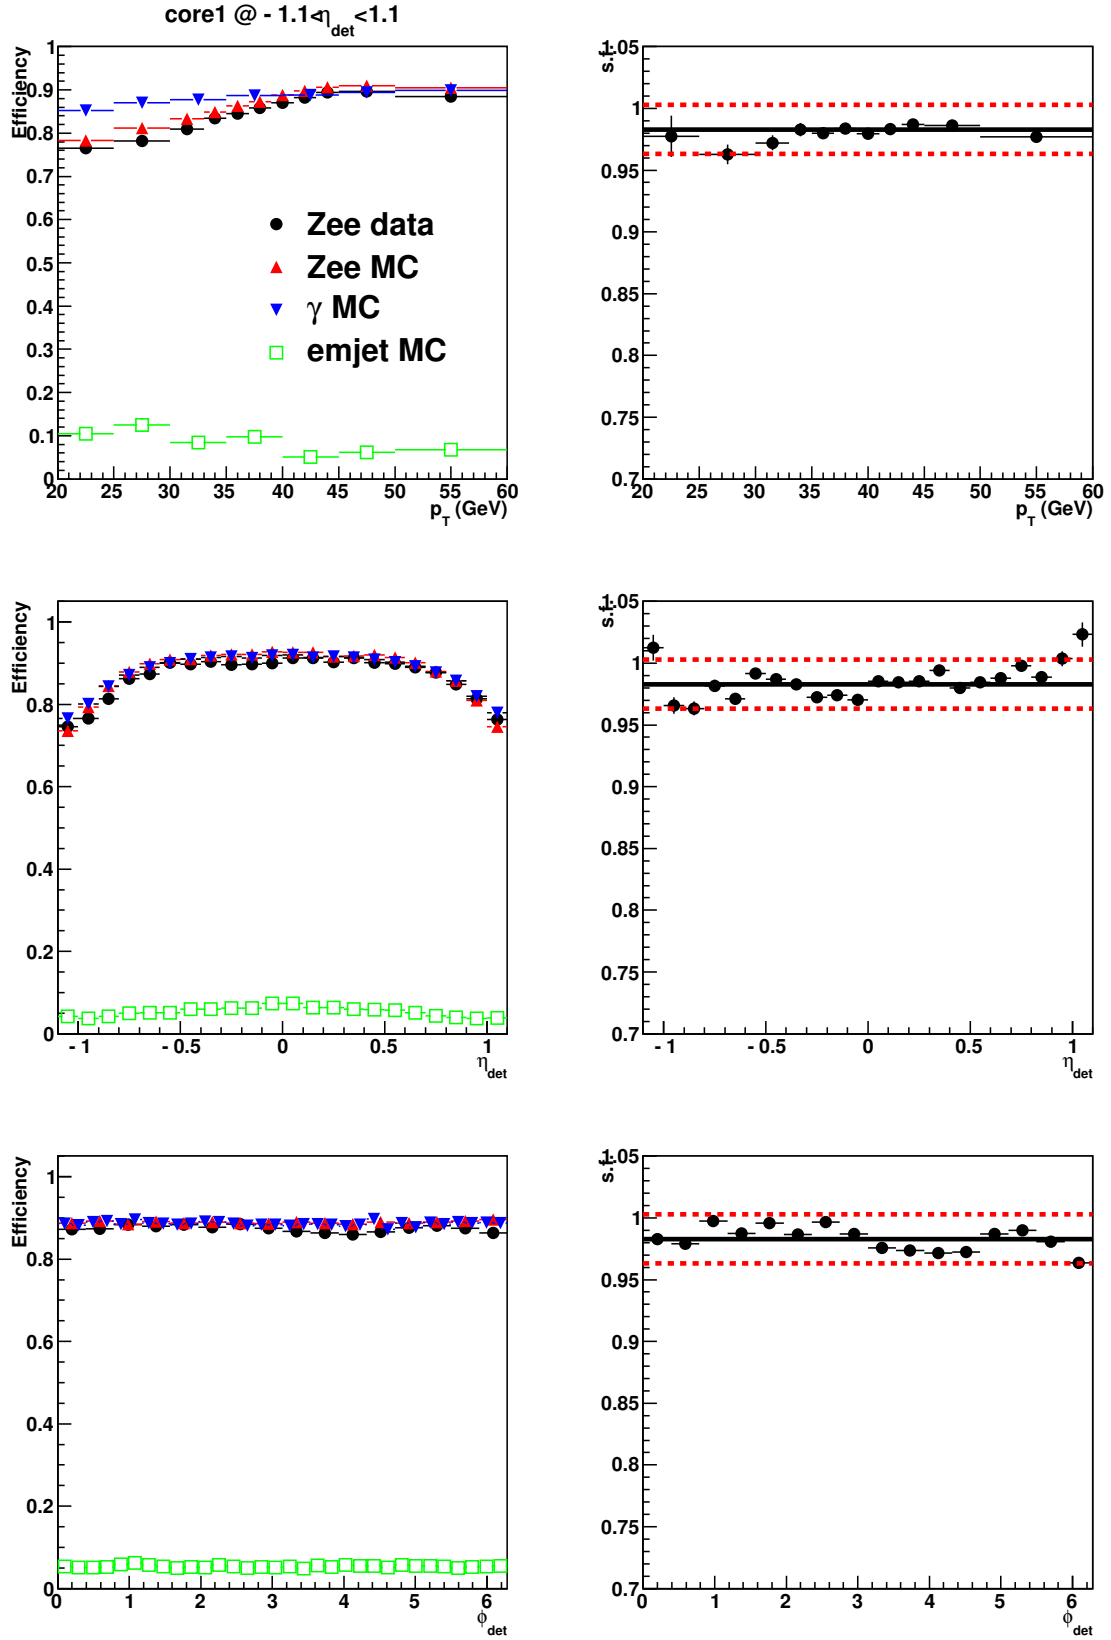 core1 @ - 1.1<η_det<1.1
Efficiency
1
0.9
0.8
0.7
0.6
0.5
0.4
0.3
0.2
0.1
0
20 25 30 35 40 45 50 55 60
p_T (GeV)
Zee data
Zee MC
γ MC
emjet MC
s.f.
1.05
1
0.95
0.9
0.85
0.8
0.75
0.7
20 25 30 35 40 45 50 55 60
p_T (GeV)
Efficiency
1
0.8
0.6
0.4
0.2
0
- 1 - 0.5 0 0.5 1
η_det
s.f.
1.05
1
0.95
0.9
0.85
0.8
0.75
0.7
- 1 - 0.5 0 0.5 1
η_det
Efficiency
1
0.8
0.6
0.4
0.2
0
0 1 2 3 4 5 6
ϕ_det
s.f.
1.05
1
0.95
0.9
0.85
0.8
0.75
0.7
0 1 2 3 4 5 6
ϕ_det